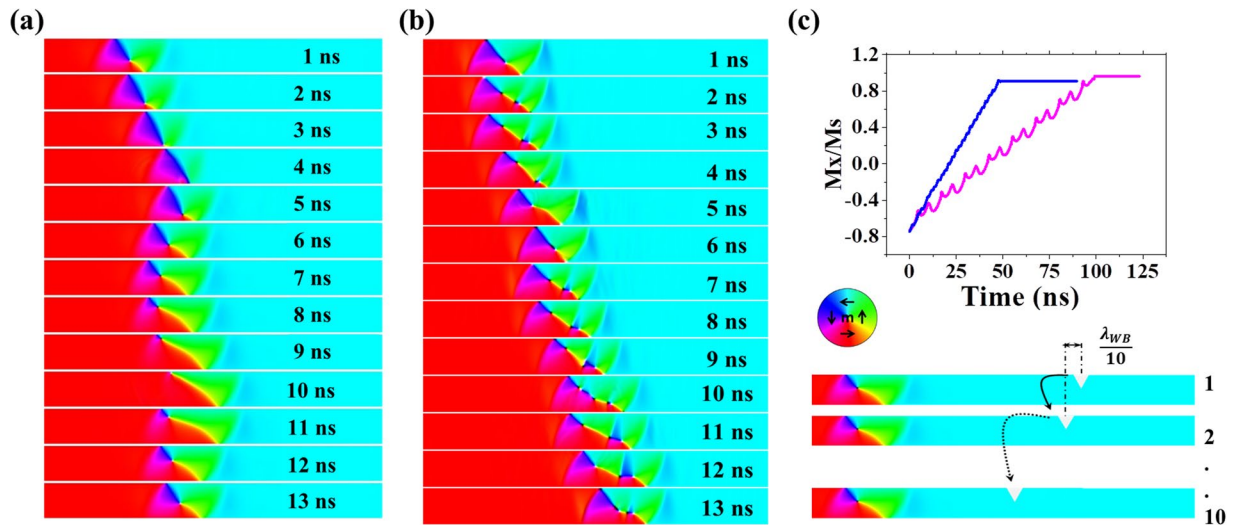 (a)
1 ns
2 ns
3 ns
4 ns
5 ns
6 ns
7 ns
8 ns
9 ns
10 ns
11 ns
12 ns
13 ns
(b)
1 ns
2 ns
3 ns
4 ns
5 ns
6 ns
7 ns
8 ns
9 ns
10 ns
11 ns
12 ns
13 ns
(c)
Mx/Ms
1.2
0.8
0.4
0.0
-0.4
-0.8
0 25 50 75 100 125
Time (ns)
m
λWB
10
1
2
.
.
10